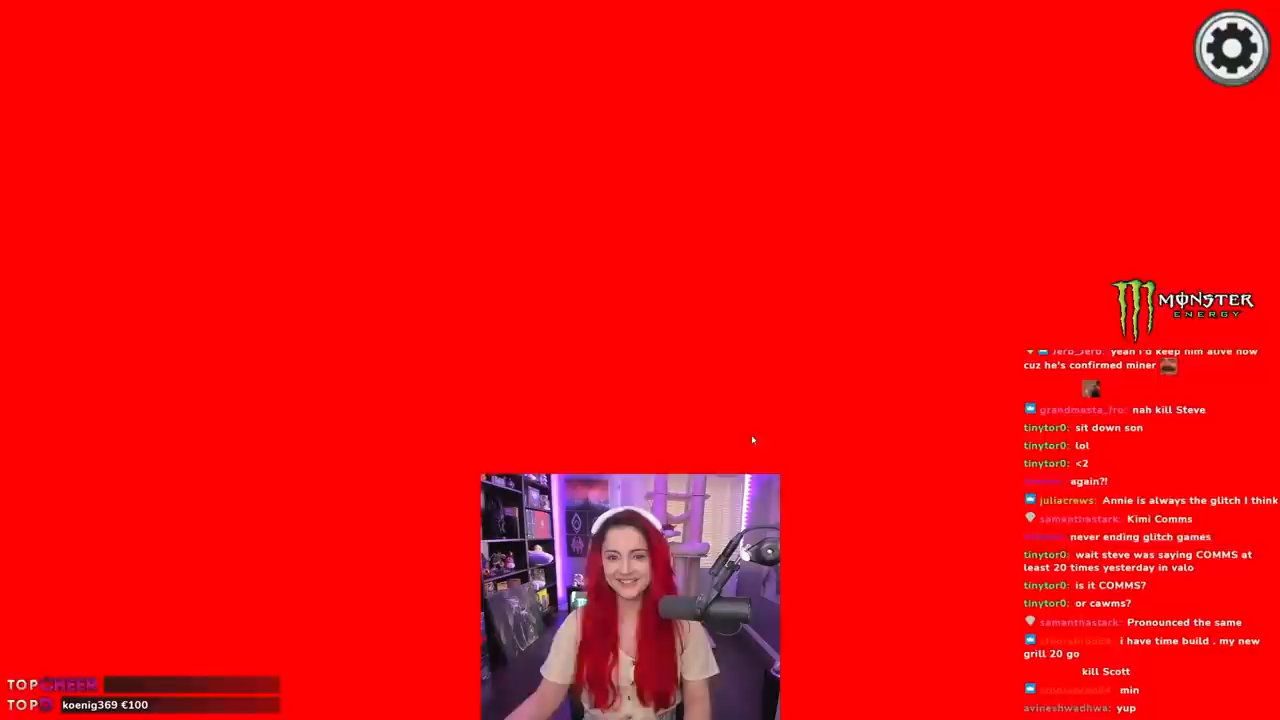 MONSTER
ENERGY
Jerb_Jerb: yeah i'd keep him alive now
cuz he's confirmed miner
grandmasta_fro: nah kill Steve
tinytor0: sit down son
tinytor0: lol
tinytor0: <2
again?!
juliacrews: Annie is always the glitch I think
samanthastark: Kimi Comms
never ending glitch games
tinytor0: wait steve was saying COMMS at
least 20 times yesterday in valo
tinytor0: is it COMMS?
tinytor0: or cawms?
samanthastark: Pronounced the same
i have time build . my new
grill 20 go
kill Scott
min
avineshwadhwa: yup
TOP CHEER
TOP D koenig369 €100